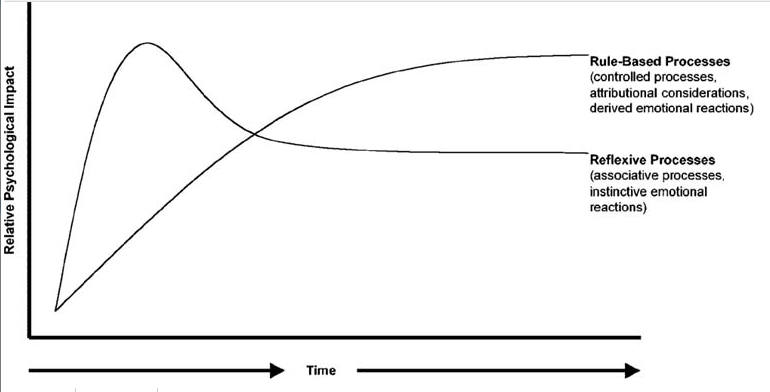 Relative Psychological Impact
Rule-Based Processes
(controlled processes,
attributional considerations,
derived emotional reactions)
Reflexive Processes
(associative processes,
instinctive emotional
reactions)
Time